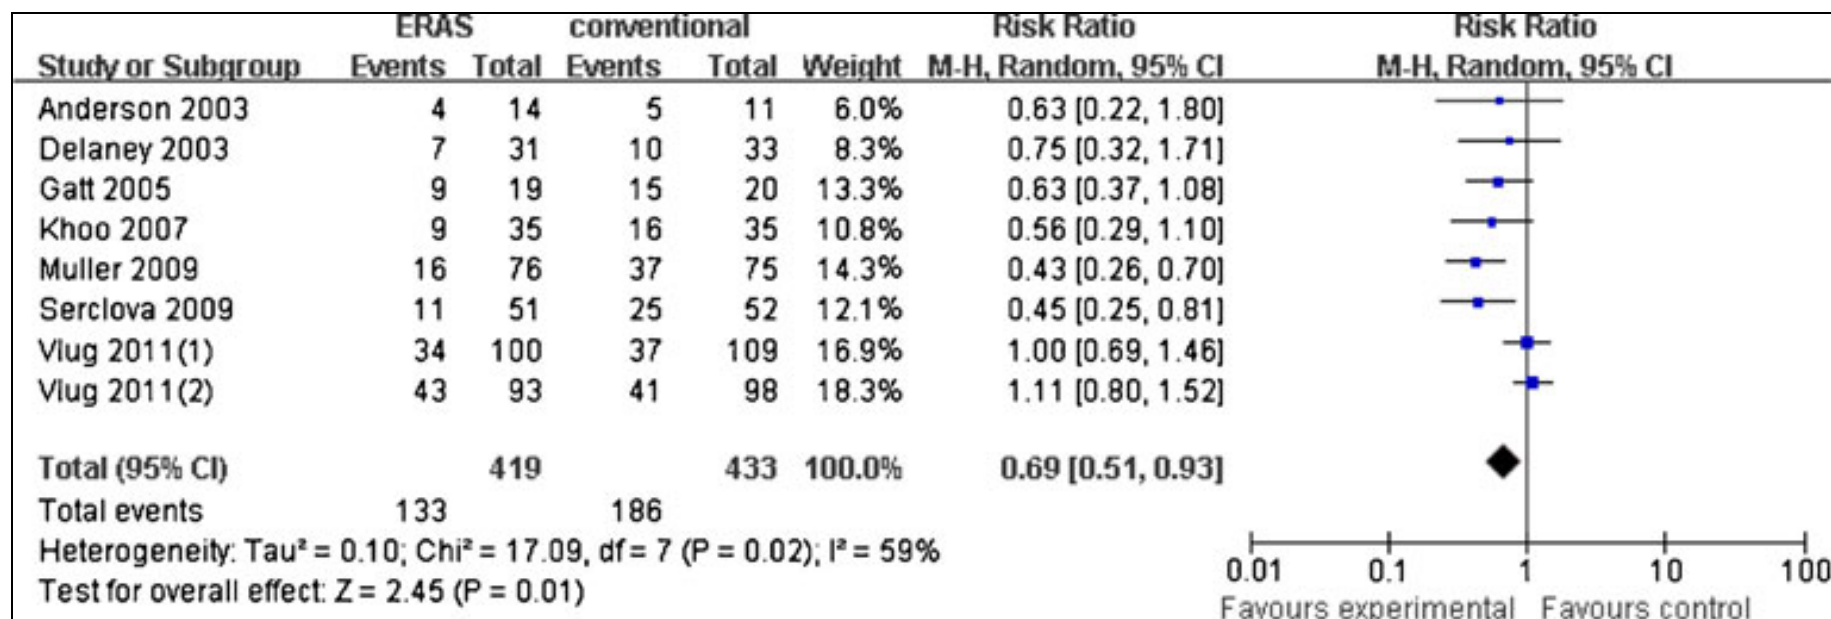 ERAS conventional Risk Ratio Risk Ratio
Study or Subgroup Events Total Events Total Weight M-H, Random, 95% CI M-H, Random, 95% CI
Anderson 2003 4 14 5 11 6.0% 0.63 [0.22, 1.80]
Delaney 2003 7 31 10 33 8.3% 0.75 [0.32, 1.71]
Gatt 2005 9 19 15 20 13.3% 0.63 [0.37, 1.08]
Khoo 2007 9 35 16 35 10.8% 0.56 [0.29, 1.10]
Muller 2009 16 76 37 75 14.3% 0.43 [0.26, 0.70]
Serclova 2009 11 51 25 52 12.1% 0.45 [0.25, 0.81]
Vlug 2011(1) 34 100 37 109 16.9% 1.00 [0.69, 1.46]
Vlug 2011(2) 43 93 41 98 18.3% 1.11 [0.80, 1.52]
Total (95% CI) 419 433 100.0% 0.69 [0.51, 0.93]
Total events 133 186
Heterogeneity: Tau² = 0.10; Chi² = 17.09, df = 7 (P = 0.02); I² = 59%
Test for overall effect: Z = 2.45 (P = 0.01)
0.01 0.1 1 10 100
Favours experimental Favours control